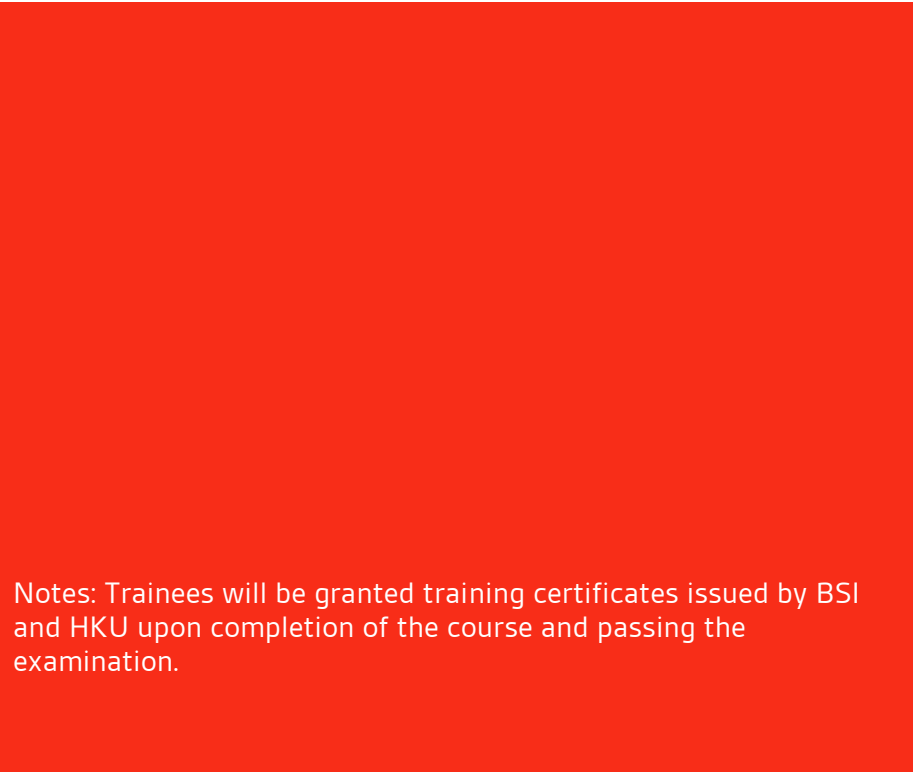 Notes: Trainees will be granted training certificates issued by BSI
and HKU upon completion of the course and passing the
examination.